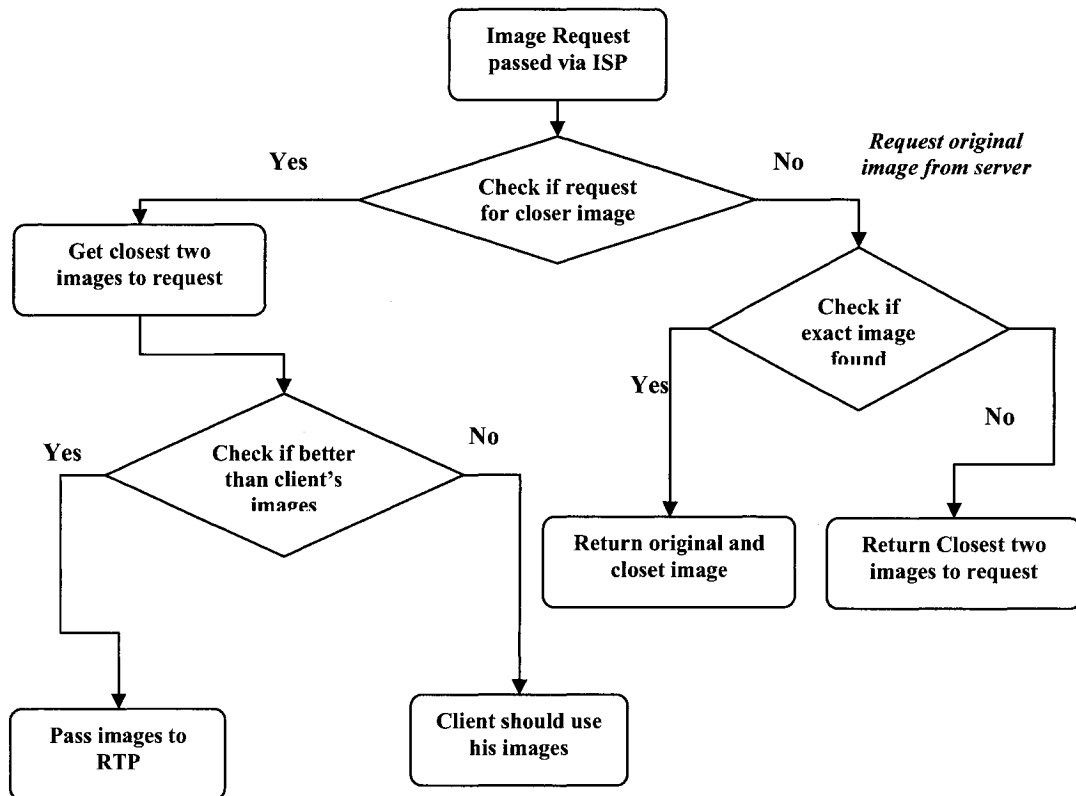 Image Request
passed via ISP
Yes
No
Request original
image from server
Check if request
for closer image
Get closest two
images to request
Check if
exact image
found
Yes
No
Yes
No
Check if better
than client's
images
Return original and
closet image
Return Closest two
images to request
Pass images to
RTP
Client should use
his images